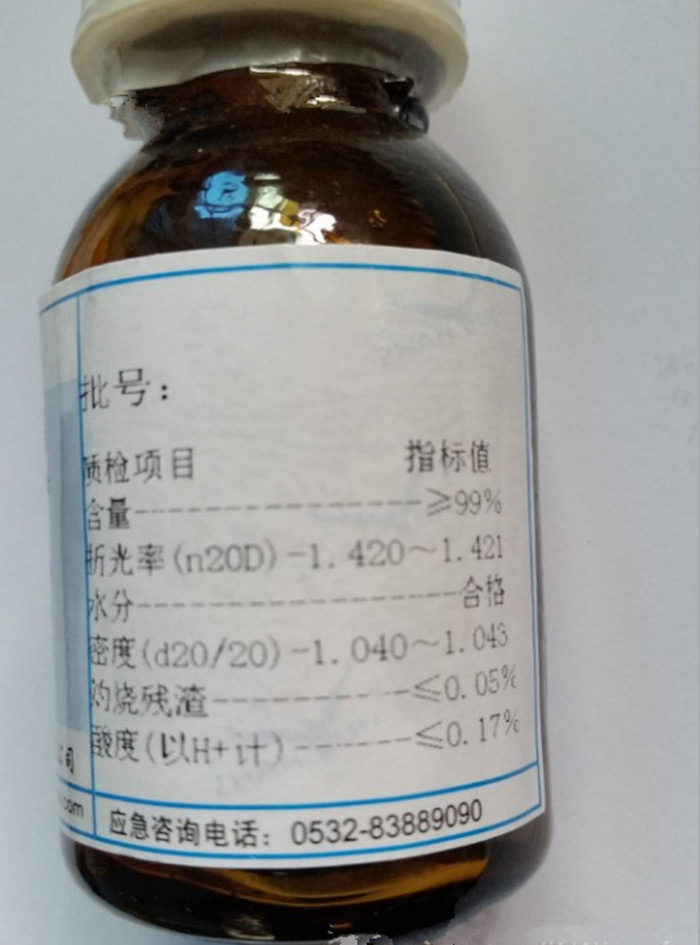 批号：
质检项目 指标值
含量------------------≥99%
折光率(n20D)-1.420～1.421
水分--------------------合格
密度(d20/20)-1.040～1.043
灼烧残渣------------≤0.05%
酸度(以H+计)-------≤0.17%
司
.com
应急咨询电话： 0532-83889090